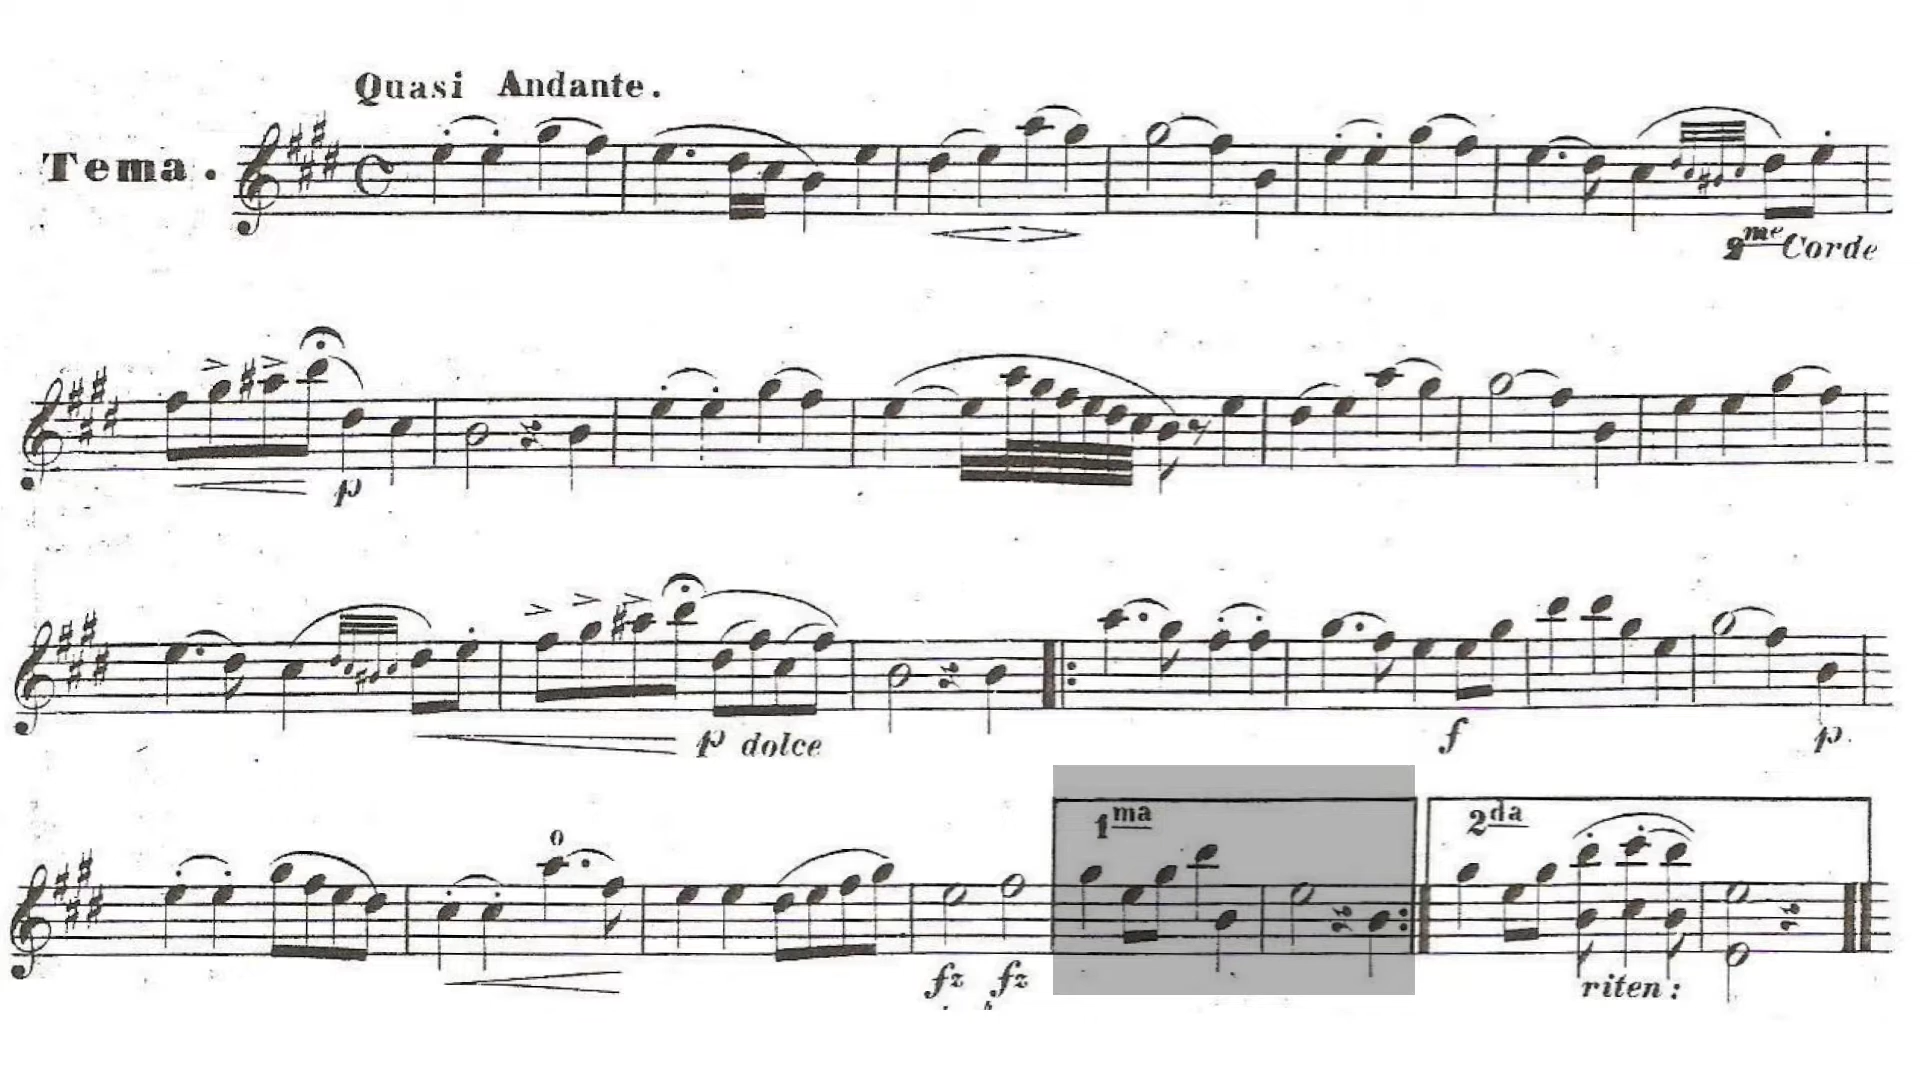 Quasi Andante.
Tema.
2me Corde
p
p dolce
f
p.
1ma
2da
o
fz fz
riten: